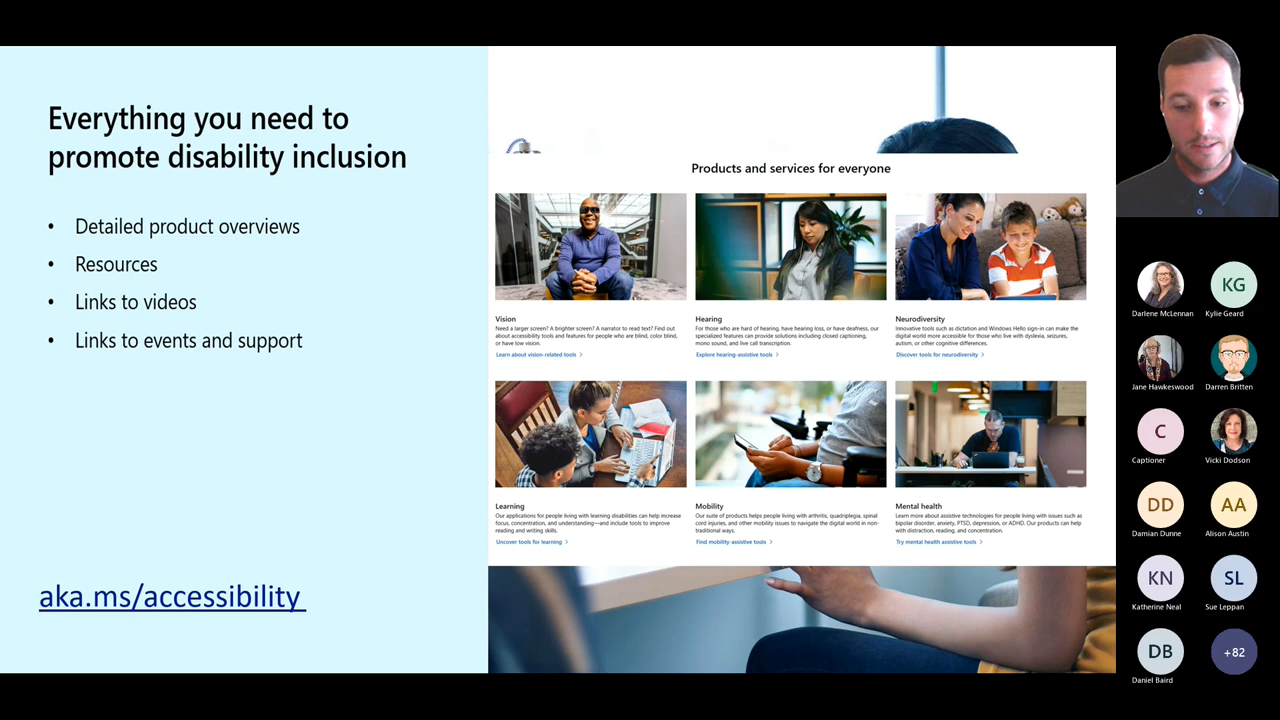 Everything you need to
promote disability inclusion
• Detailed product overviews
• Resources
• Links to videos
• Links to events and support
aka.ms/accessibility
Products and services for everyone
Vision
Need a larger screen? A brighter screen? A narrator to read text? Find out
about accessibility tools and features for people who are blind, color blind,
or have low vision.
Learn about vision-related tools >
Hearing
For those who are hard of hearing, have hearing loss, or have deafness, our
specialized features can provide solutions including closed captioning,
mono sound, and live call transcription.
Explore hearing-assistive tools >
Neurodiversity
Innovative tools such as dictation and Windows Hello sign-in can make the
digital world more accessible for those who live with dyslexia, seizures,
autism, or other cognitive differences.
Discover tools for neurodiversity >
Learning
Our applications for people living with learning disabilities can help increase
focus, concentration, and understanding—and include tools to improve
reading and writing skills.
Uncover tools for learning >
Mobility
Our suite of products helps people living with arthritis, quadriplegia, spinal
cord injuries, and other mobility issues to navigate the digital world in non-
traditional ways.
Find mobility-assistive tools >
Mental health
Learn more about assistive technologies for people living with issues such as
bipolar disorder, anxiety, PTSD, depression, or ADHD. Our products can help
with distraction, reading, and concentration.
Try mental health assistive tools >
Darlene McLennan
KG
Kylie Geard
Jane Hawkeswood
Darren Britten
C
Captioner
Vicki Dodson
DD
Damian Dunne
AA
Alison Austin
KN
Katherine Neal
SL
Sue Leppan
DB
Daniel Baird
+82